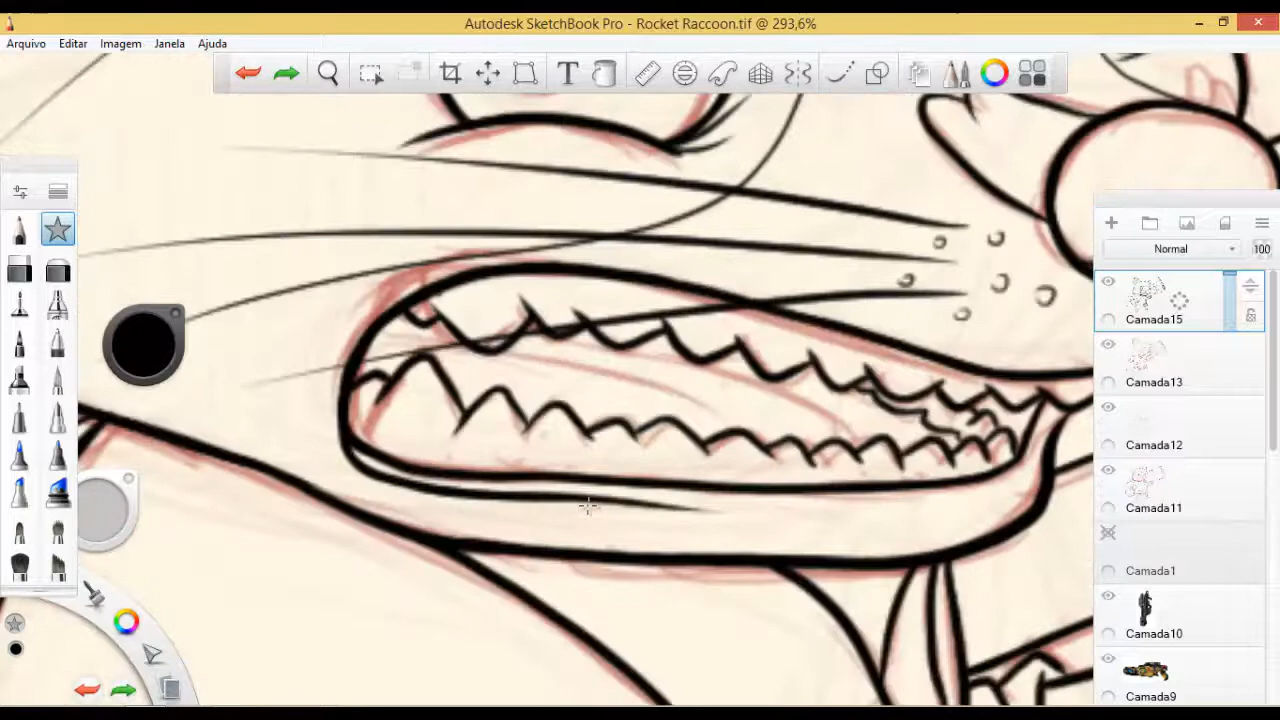 Autodesk SketchBook Pro - Rocket Raccoon.tif @ 293,6%
Arquivo Editar Imagem Janela Ajuda
T
Normal 100
Camada15
Camada13
Camada12
Camada11
Camada1
Camada10
Camada9